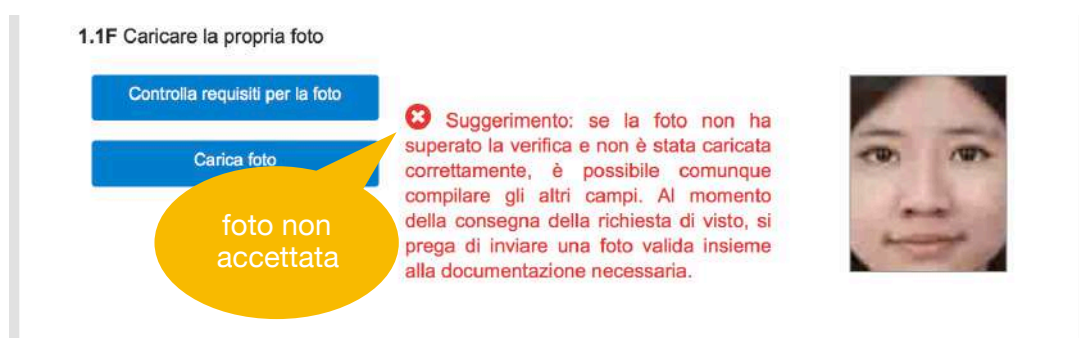 1.1F Caricare la propria foto
Controlla requisiti per la foto
Carica foto
Suggerimento: se la foto non ha
superato la verifica e non è stata caricata
correttamente, è possibile comunque
compilare gli altri campi. Al momento
della consegna della richiesta di visto, si
prega di inviare una foto valida insieme
alla documentazione necessaria.
foto non
accettata